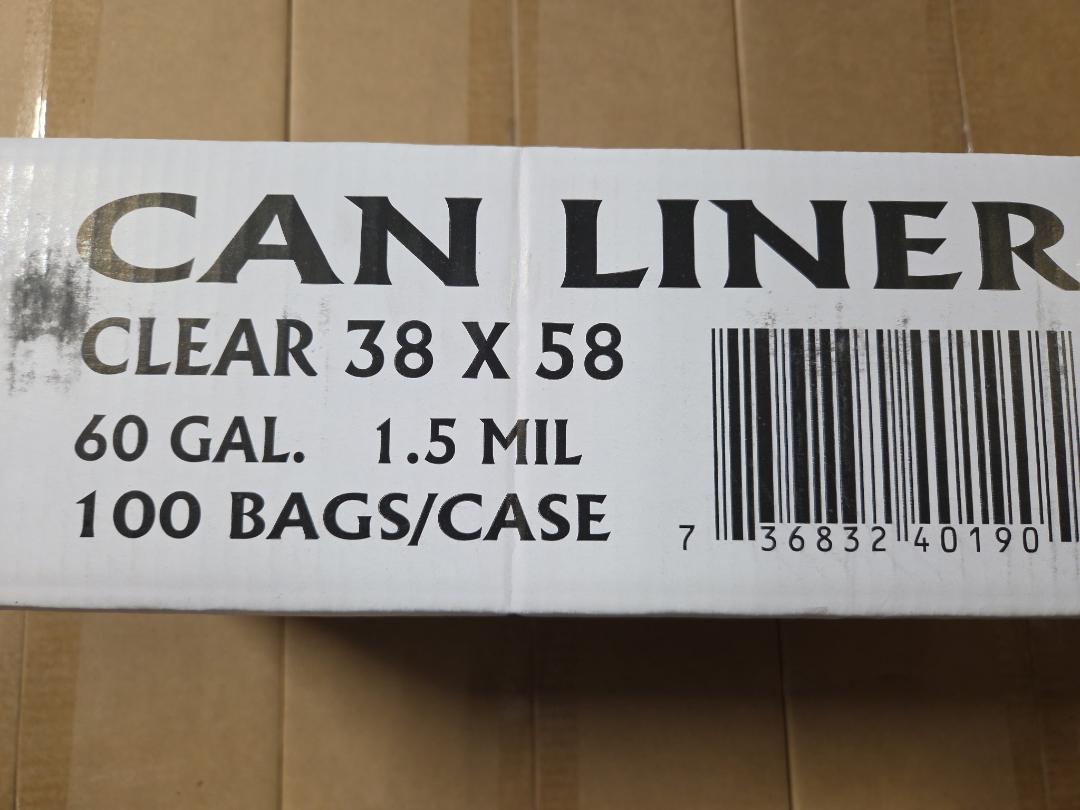 CAN LINER
CLEAR 38 X 58
60 GAL. 1.5 MIL
100 BAGS/CASE
7 36832 40190